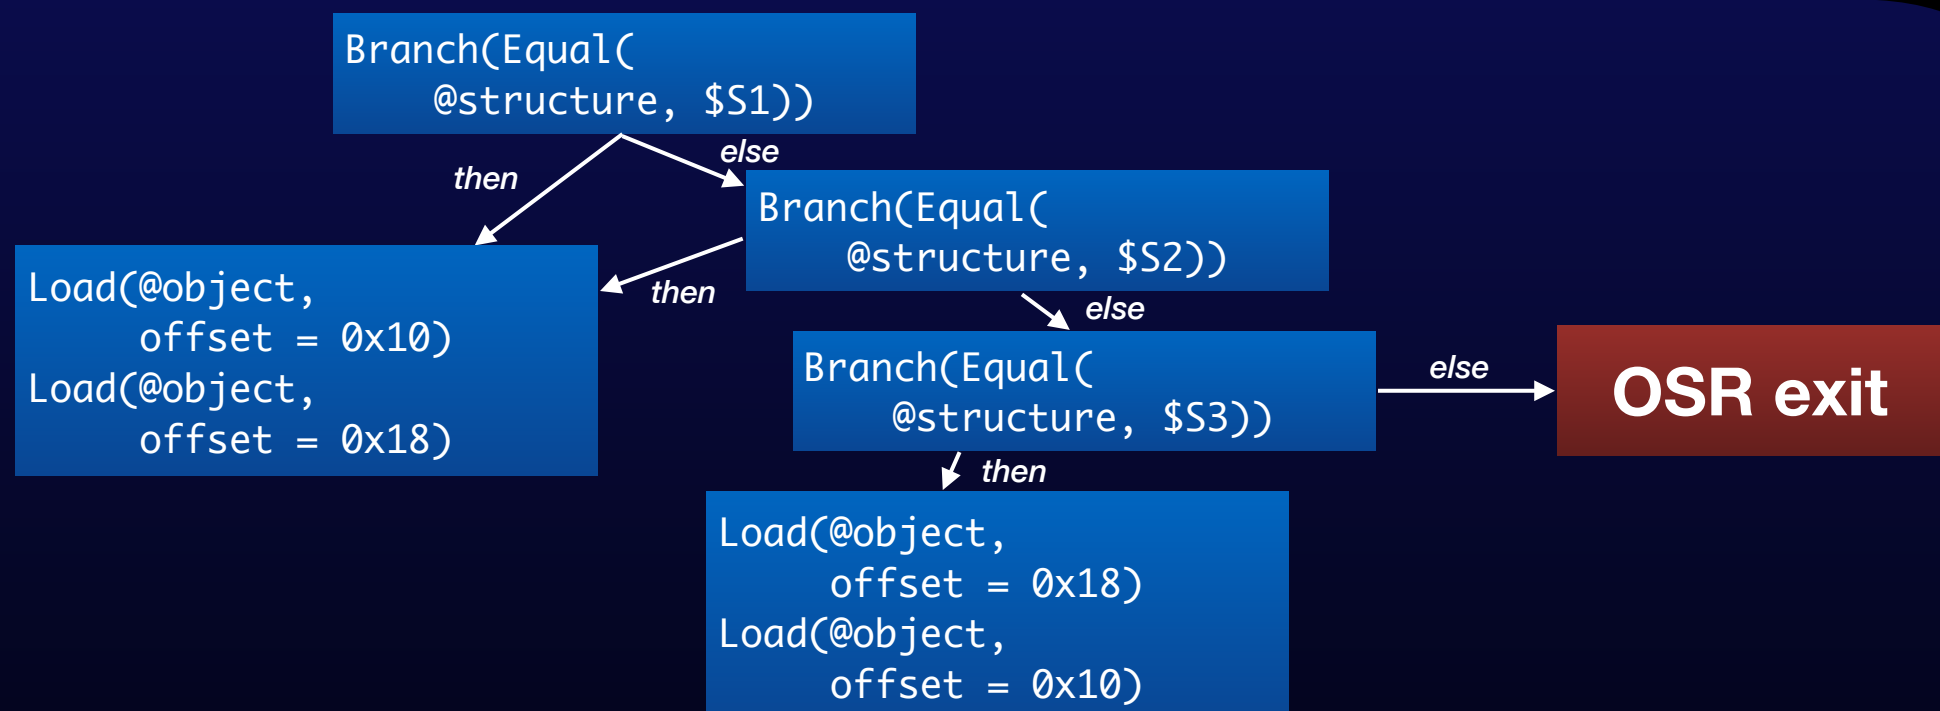 Branch(Equal(
@structure, $S1))
then
else
Branch(Equal(
@structure, $S2))
Load(@object,
offset = 0x10)
Load(@object,
offset = 0x18)
then
else
Branch(Equal(
@structure, $S3))
else
OSR exit
then
Load(@object,
offset = 0x18)
Load(@object,
offset = 0x10)